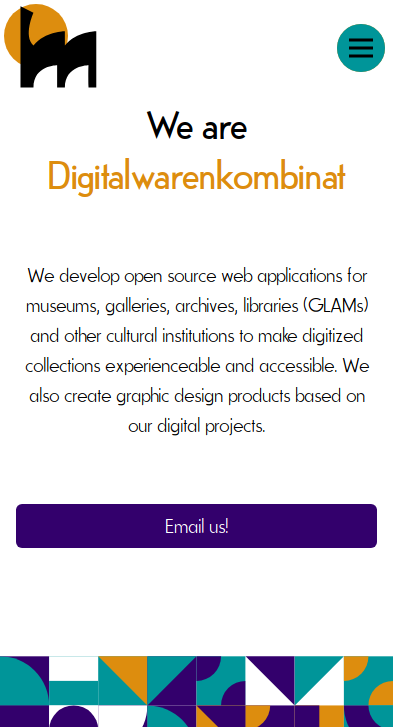 We are
Digitalwarenkombinat
We develop open source web applications for
museums, galleries, archives, libraries (GLAMs)
and other cultural institutions to make digitized
collections experienceable and accessible. We
also create graphic design products based on
our digital projects.
Email us!